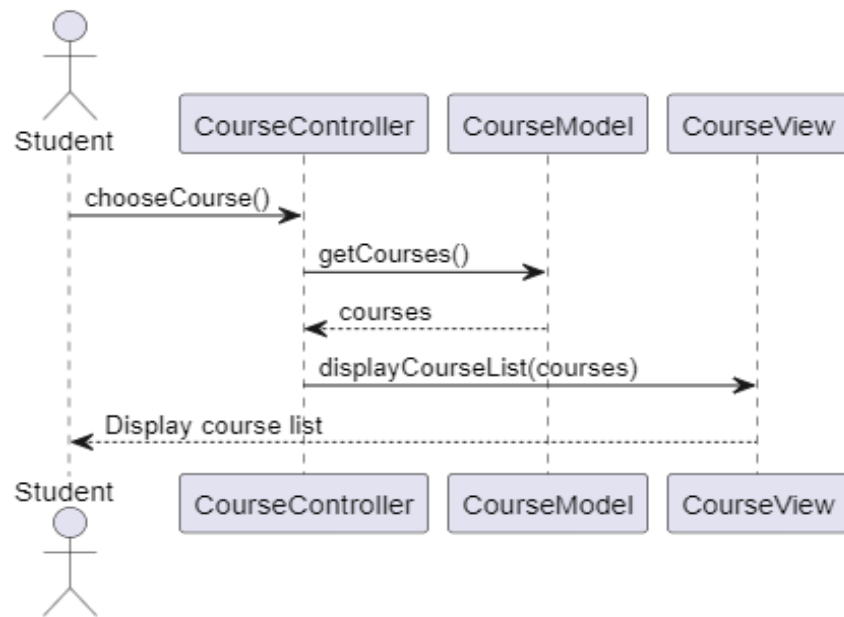 Student
CourseController
CourseModel
CourseView
chooseCourse()
getCourses()
courses
displayCourseList(courses)
Display course list
Student
CourseController
CourseModel
CourseView